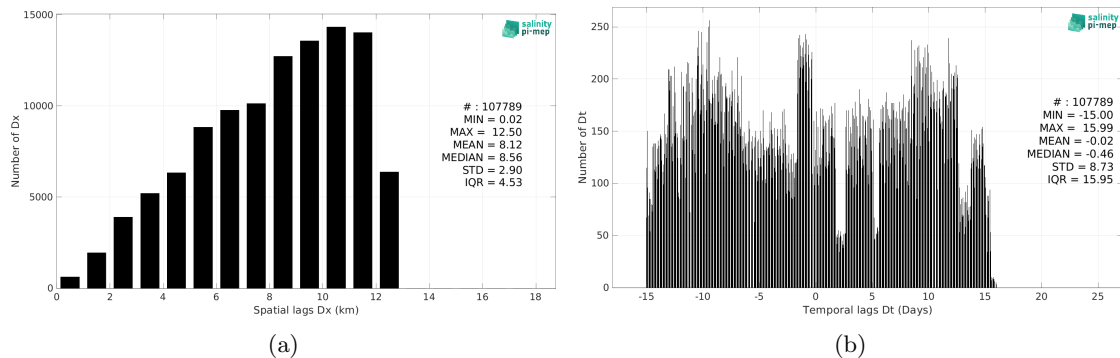 15000
10000
5000
0
Number of Dx
0 2 4 6 8 10 12 14 16 18
Spatial lags Dx (km)
salinity
pi-mep
# : 107789
MIN = 0.02
MAX = 12.50
MEAN = 8.12
MEDIAN = 8.56
STD = 2.90
IQR = 4.53
(a)
250
200
150
100
50
0
Number of Dt
-15 -10 -5 0 5 10 15 20 25
Temporal lags Dt (Days)
salinity
pi-mep
# : 107789
MIN = -15.00
MAX = 15.99
MEAN = -0.02
MEDIAN = -0.46
STD = 8.73
IQR = 15.95
(b)